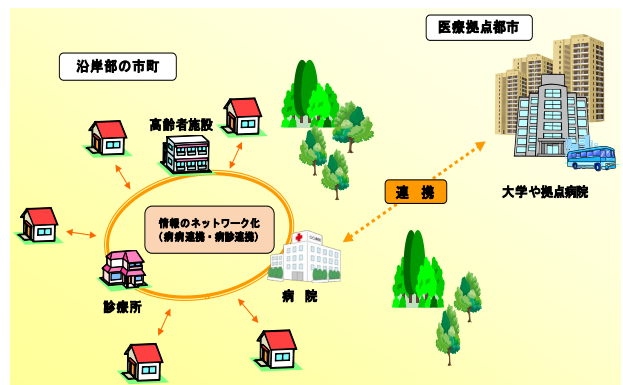 医療拠点都市
沿岸部の市町
高齢者施設
連　携
大学や拠点病院
情報のネットワーク化
（病病連携・病診連携）
病　院
診療所